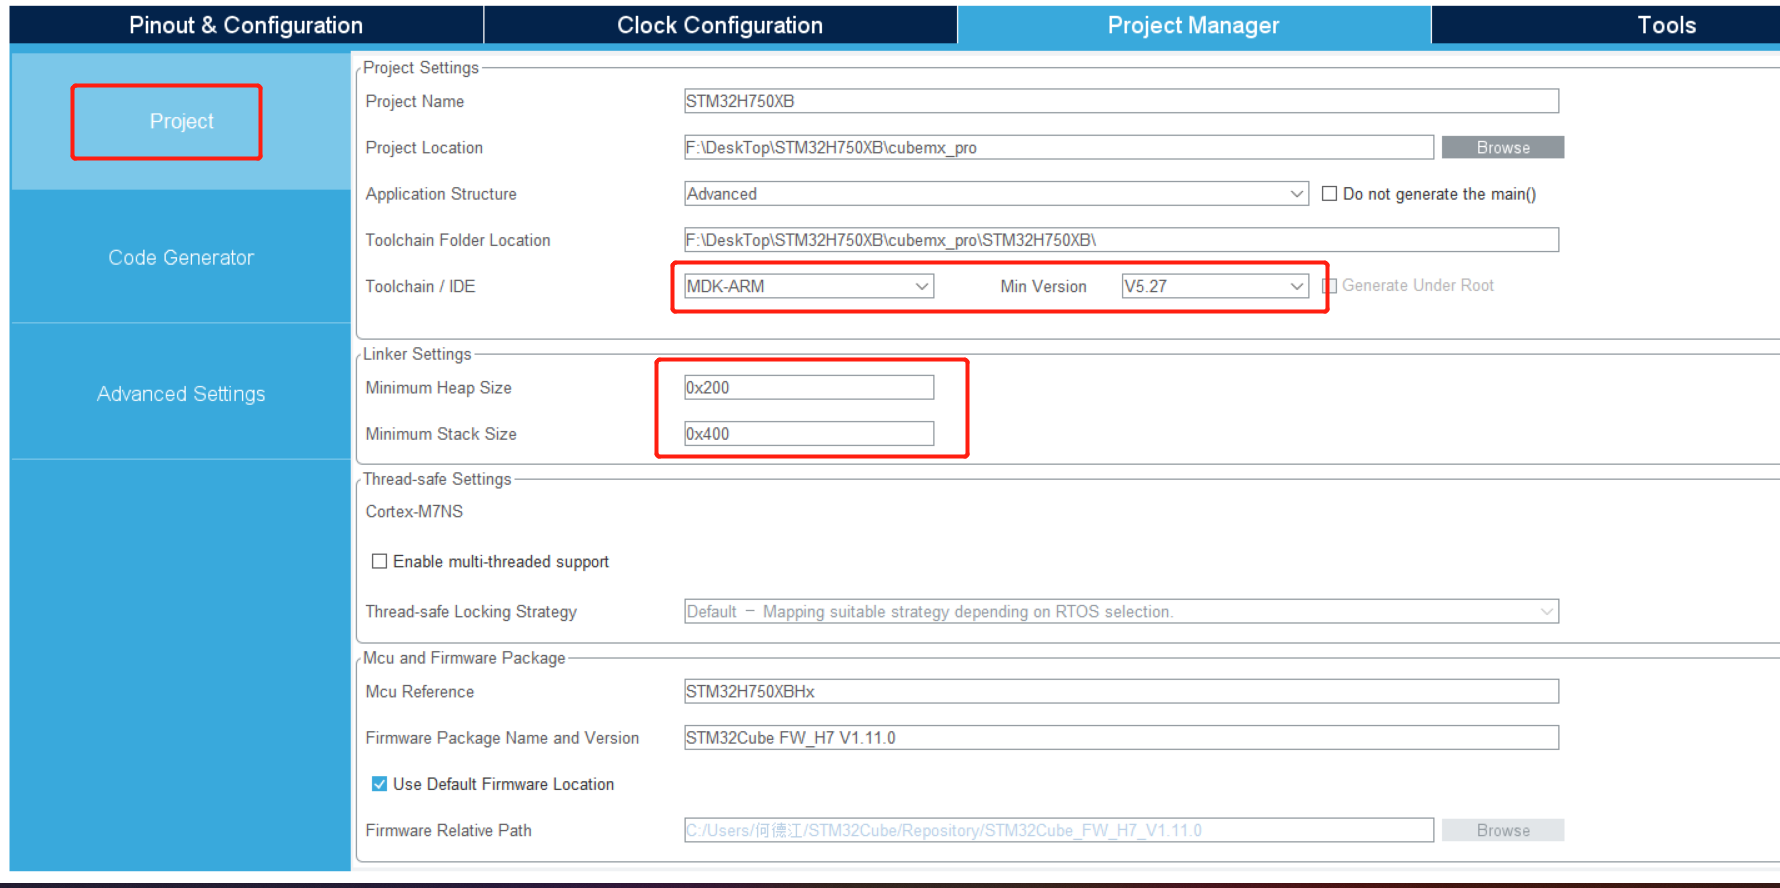 Pinout & Configuration Clock Configuration Project Manager Tools
Project
Code Generator
Advanced Settings
Project Settings
Project Name STM32H750XB
Project Location F:\DeskTop\STM32H750XB\cubemx_pro Browse
Application Structure Advanced Do not generate the main()
Toolchain Folder Location F:\DeskTop\STM32H750XB\cubemx_pro\STM32H750XB\
Toolchain / IDE MDK-ARM Min Version V5.27 Generate Under Root
Linker Settings
Minimum Heap Size 0x200
Minimum Stack Size 0x400
Thread-safe Settings
Cortex-M7NS
Enable multi-threaded support
Thread-safe Locking Strategy Default – Mapping suitable strategy depending on RTOS selection.
Mcu and Firmware Package
Mcu Reference STM32H750XBHx
Firmware Package Name and Version STM32Cube FW_H7 V1.11.0
Use Default Firmware Location
Firmware Relative Path C:/Users/何德江/STM32Cube/Repository/STM32Cube_FW_H7_V1.11.0 Browse